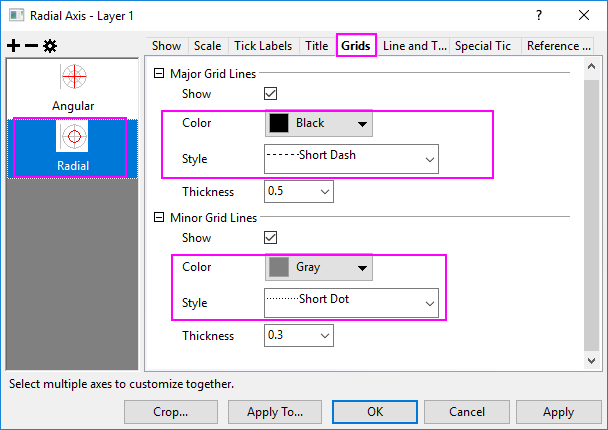 Radial Axis - Layer 1
Show Scale Tick Labels Title Grids Line and T... Special Tic Reference ...
Angular
Radial
Major Grid Lines
Show
Color Black
Style Short Dash
Thickness 0.5
Minor Grid Lines
Show
Color Gray
Style Short Dot
Thickness 0.3
Select multiple axes to customize together.
Crop... Apply To... OK Cancel Apply